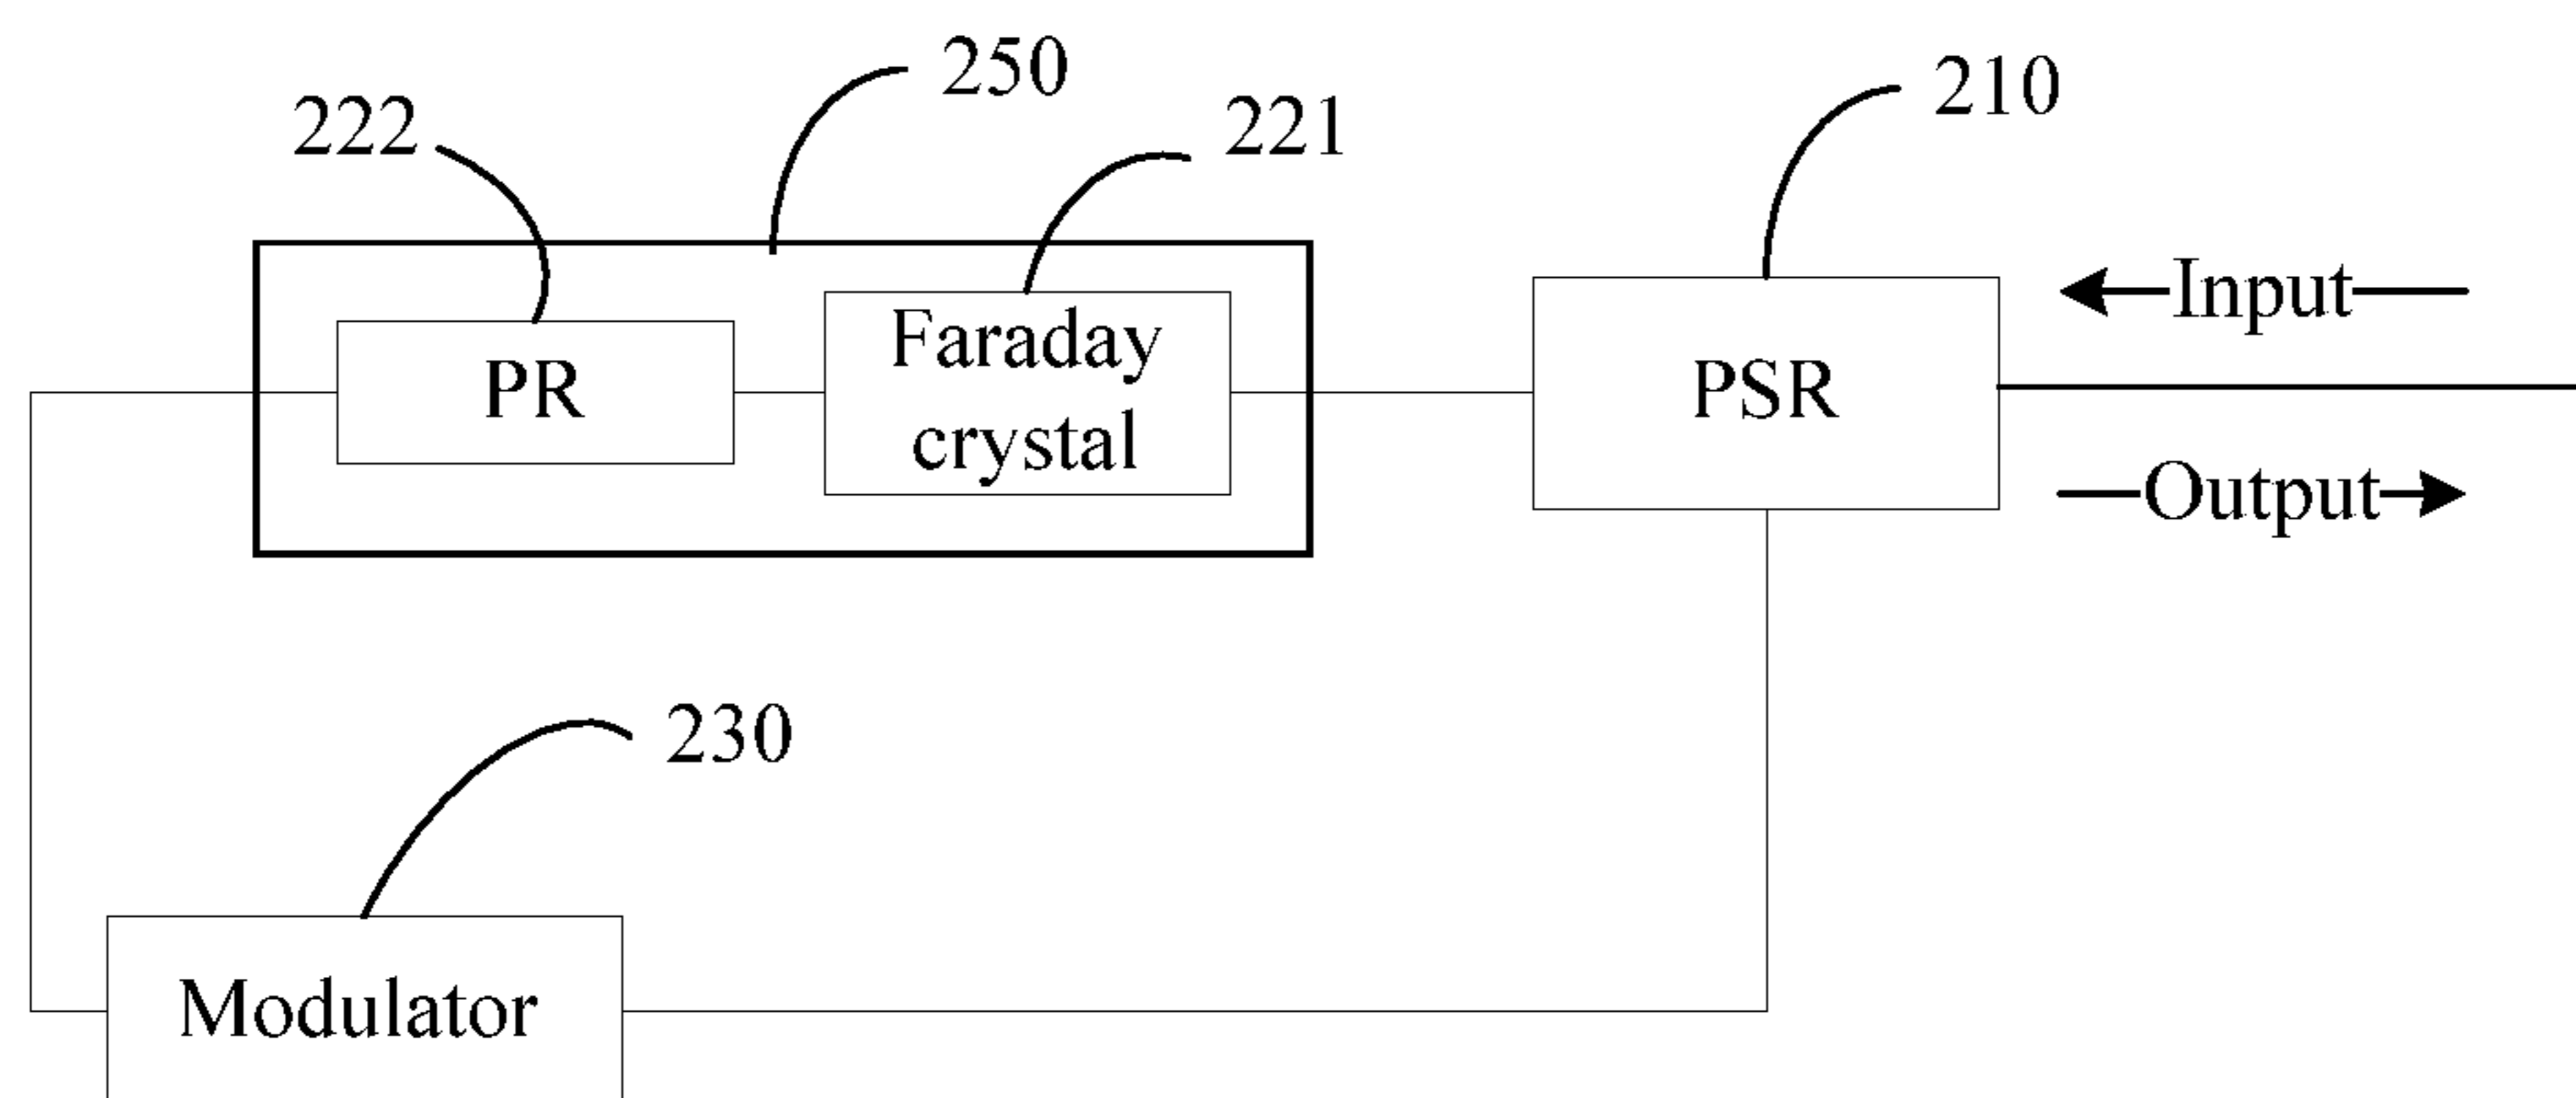 250
210
222
221
Input
Faraday
crystal
PR
PSR
Output
230
Modulator